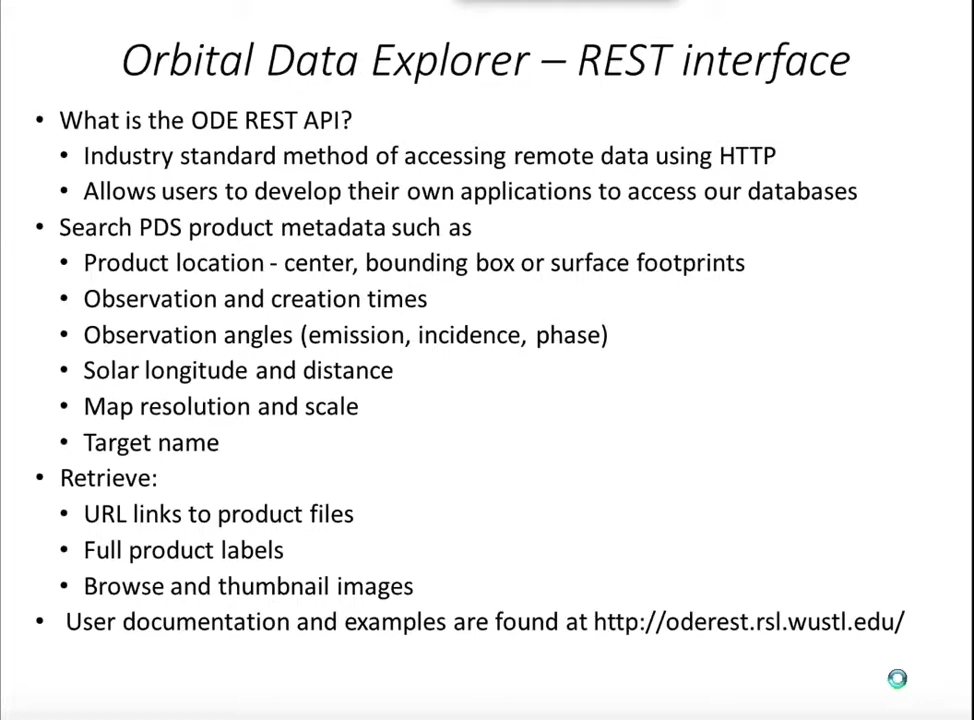 Orbital Data Explorer – REST interface
• What is the ODE REST API?
• Industry standard method of accessing remote data using HTTP
• Allows users to develop their own applications to access our databases
• Search PDS product metadata such as
• Product location - center, bounding box or surface footprints
• Observation and creation times
• Observation angles (emission, incidence, phase)
• Solar longitude and distance
• Map resolution and scale
• Target name
• Retrieve:
• URL links to product files
• Full product labels
• Browse and thumbnail images
• User documentation and examples are found at http://oderest.rsl.wustl.edu/